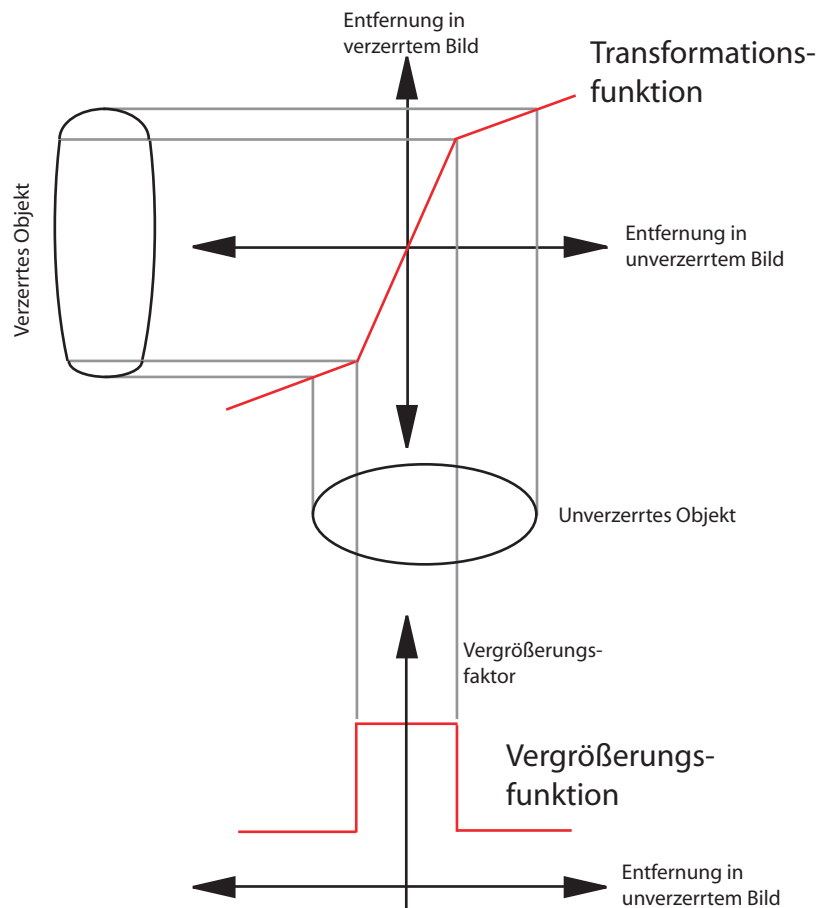 Entfernung in
verzerrtem Bild
Transformations-
funktion
Verzerrtes Objekt
Entfernung in
unverzerrtem Bild
Unverzerrtes Objekt
Vergrößerungs-
faktor
Vergrößerungs-
funktion
Entfernung in
unverzerrtem Bild